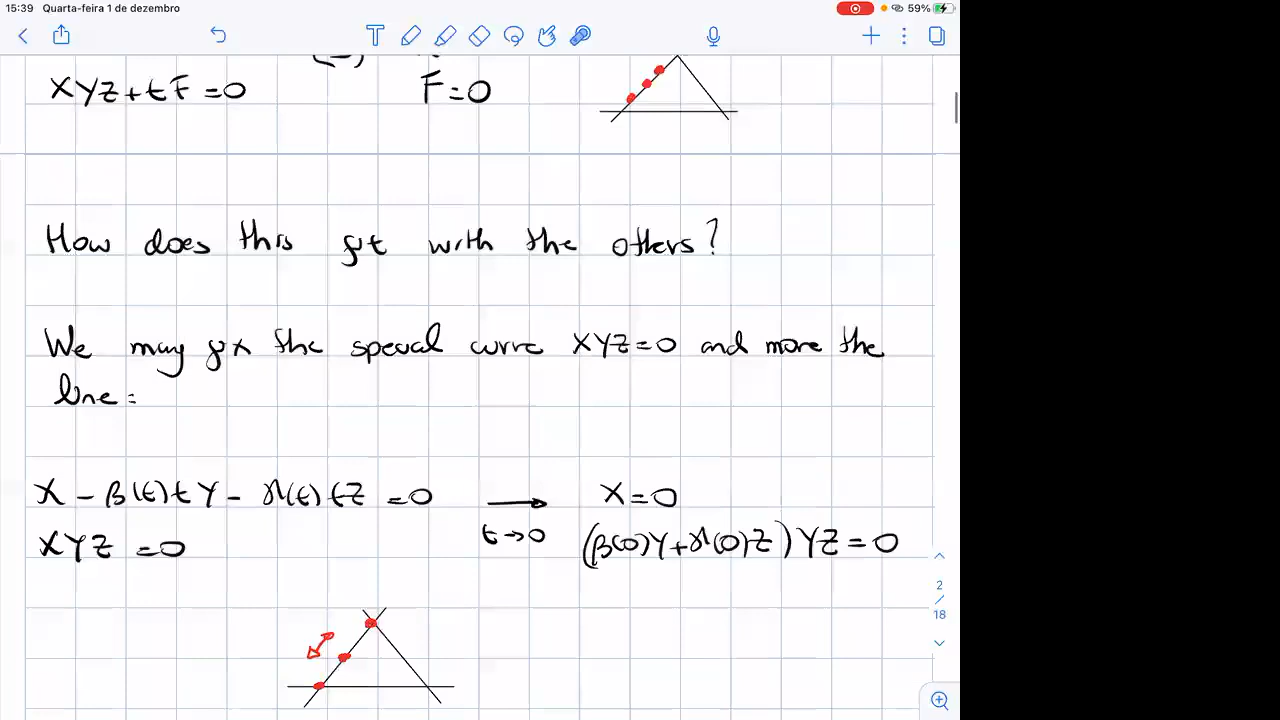 15:39 Quarta-feira 1 de dezembro 59%
XYZ + tF = 0 F = 0
How does this fit with the others?
We may fix the special curve XYZ = 0 and move the
line:
X - β(t)tY - γ(t)tZ = 0 → X = 0
t→0
XYZ = 0 (β(0)Y + γ(0)Z)YZ = 0
2
/
18